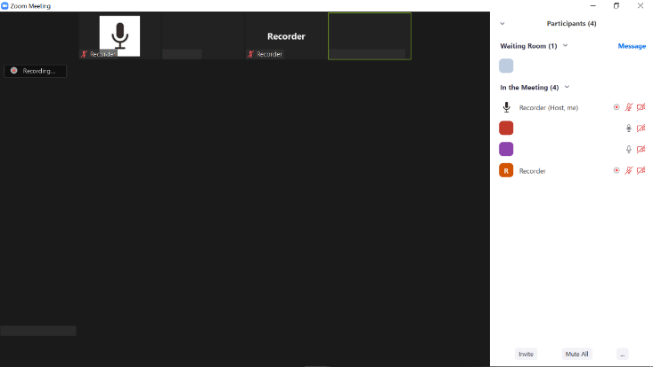 Zoom Meeting
Recorder
Recorder
Recorder
Recording...
Participants (4)
Waiting Room (1)
Message
In the Meeting (4)
Recorder (Host, me)
R Recorder
Invite
Mute All
...